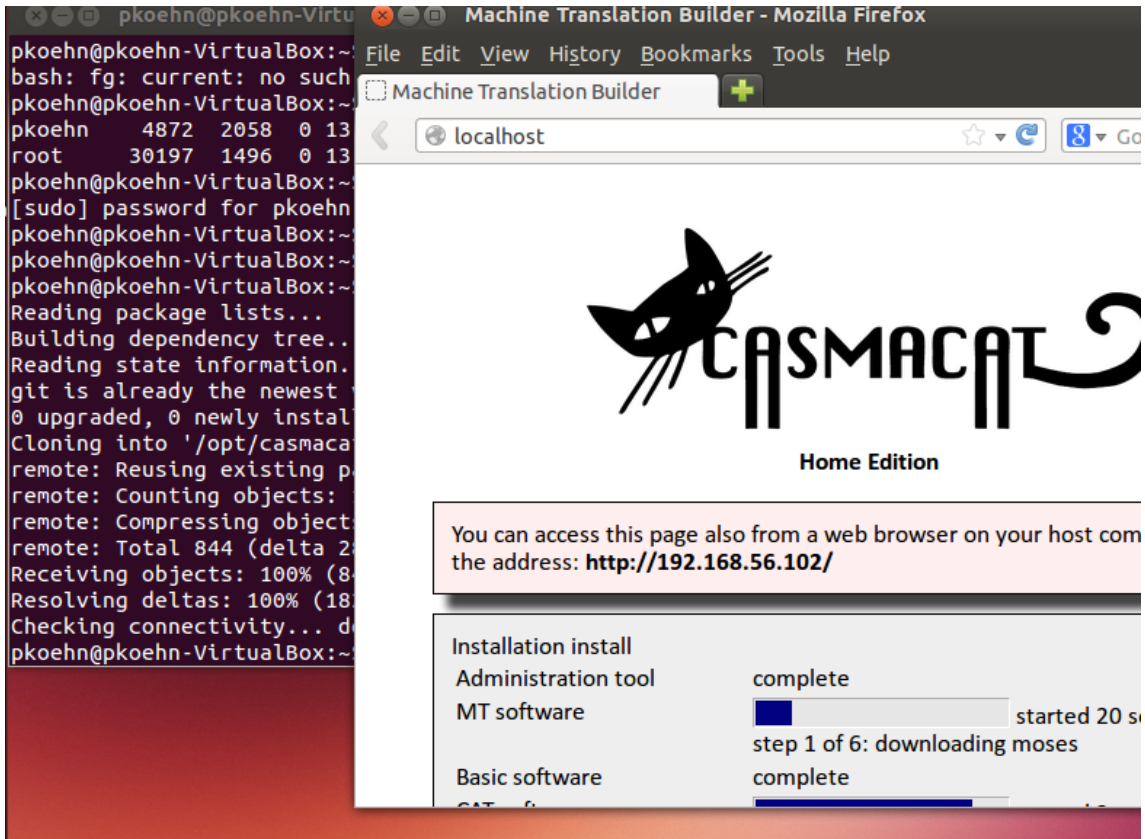 pkoehn@pkoehn-Virtu
pkoehn@pkoehn-VirtualBox:~
bash: fg: current: no such
pkoehn@pkoehn-VirtualBox:~
pkoehn 4872 2058 0 13
root 30197 1496 0 13
pkoehn@pkoehn-VirtualBox:~
[sudo] password for pkoehn
pkoehn@pkoehn-VirtualBox:~
pkoehn@pkoehn-VirtualBox:~
pkoehn@pkoehn-VirtualBox:~
Reading package lists...
Building dependency tree..
Reading state information.
git is already the newest
0 upgraded, 0 newly instal
Cloning into '/opt/casmaca
remote: Reusing existing p
remote: Counting objects:
remote: Compressing object
remote: Total 844 (delta 2
Receiving objects: 100% (8
Resolving deltas: 100% (18
Checking connectivity... d
pkoehn@pkoehn-VirtualBox:~
Machine Translation Builder - Mozilla Firefox
File Edit View History Bookmarks Tools Help
Machine Translation Builder
localhost
8 Go
CASMACAT
Home Edition
You can access this page also from a web browser on your host com
the address: http://192.168.56.102/
Installation install
Administration tool complete
MT software started 20 se
step 1 of 6: downloading moses
Basic software complete